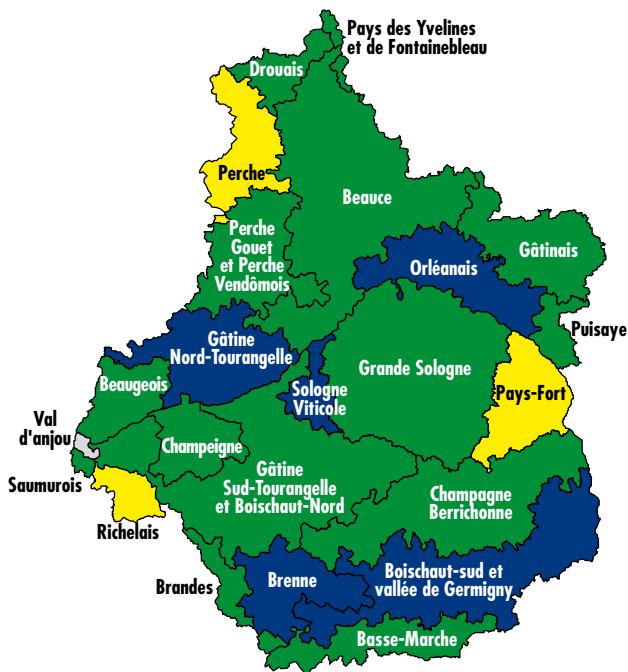 Pays des Yvelines
et de Fontainebleau
Drouais
Perche
Beauce
Perche
Gouet
et Perche
Vendômois
Gâtinais
Orléanais
Puisaye
Gâtine
Nord-Tourangelle
Grande Sologne
Beaugeois
Sologne
Viticole
Pays-Fort
Val
d'anjou
Champeigne
Gâtine
Sud-Tourangelle
et Boischaut-Nord
Saumurois
Champagne
Berrichonne
Richelais
Brandes
Brenne
Boischaut-sud et
vallée de Germigny
Basse-Marche